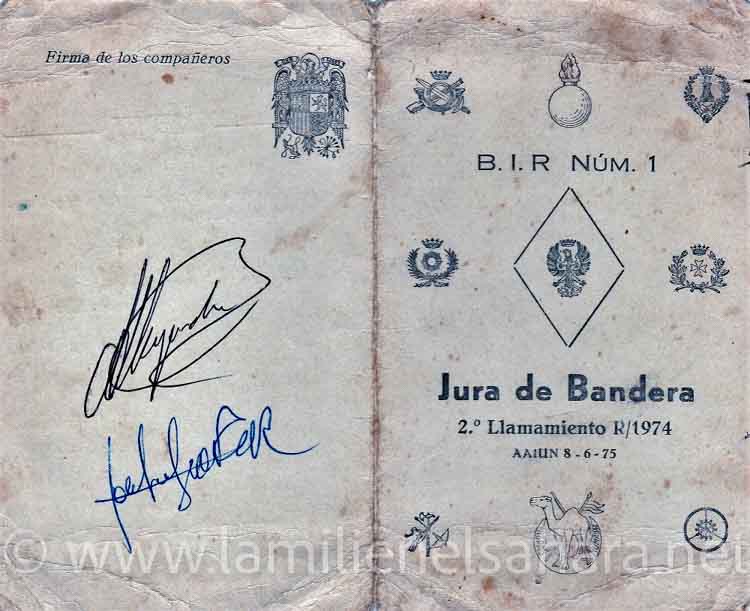 Firma de los compañeros
B.I.R NÚM. 1
Jura de Bandera
2.º Llamamiento R/1974
AAIUN 8-6-75
© www.lamilienelsahara.net